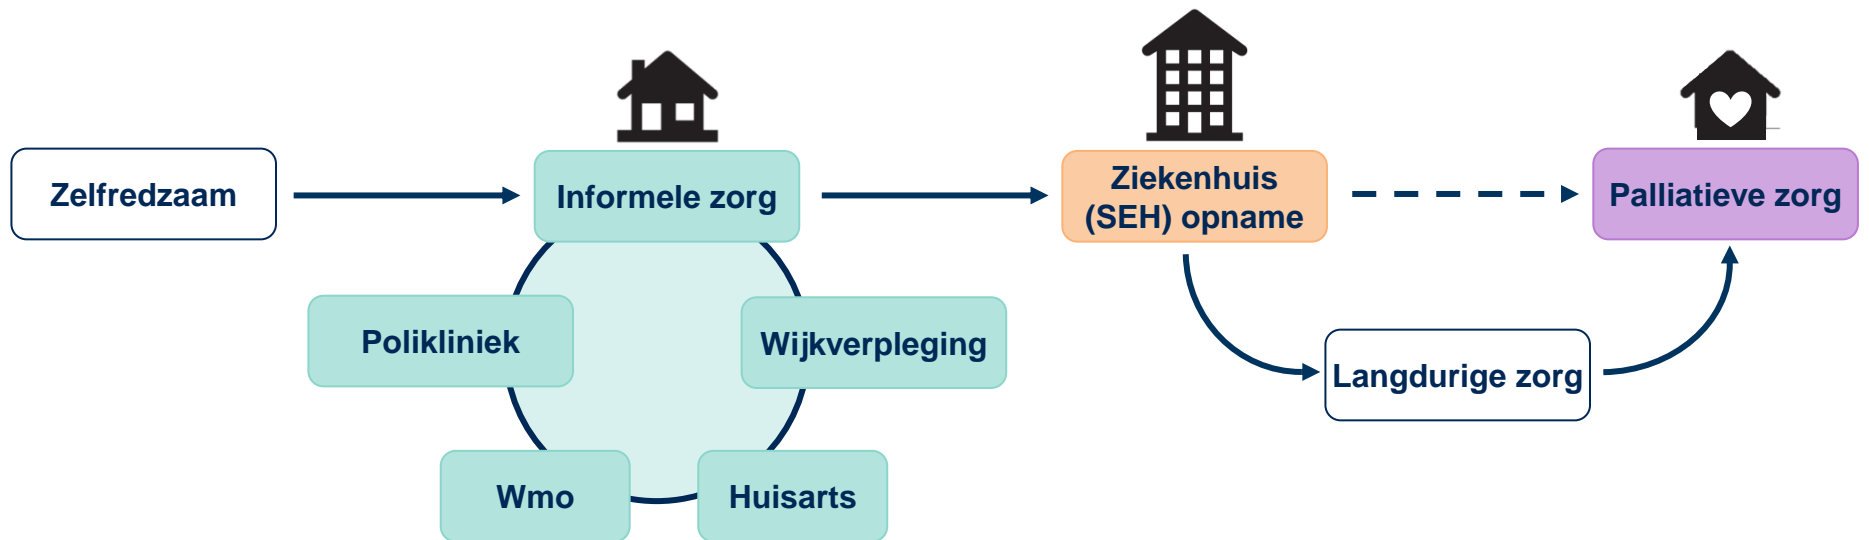 Zelfredzaam
Informele zorg
Ziekenhuis
(SEH) opname
Palliatieve zorg
Polikliniek
Wijkverpleging
Langdurige zorg
Wmo
Huisarts